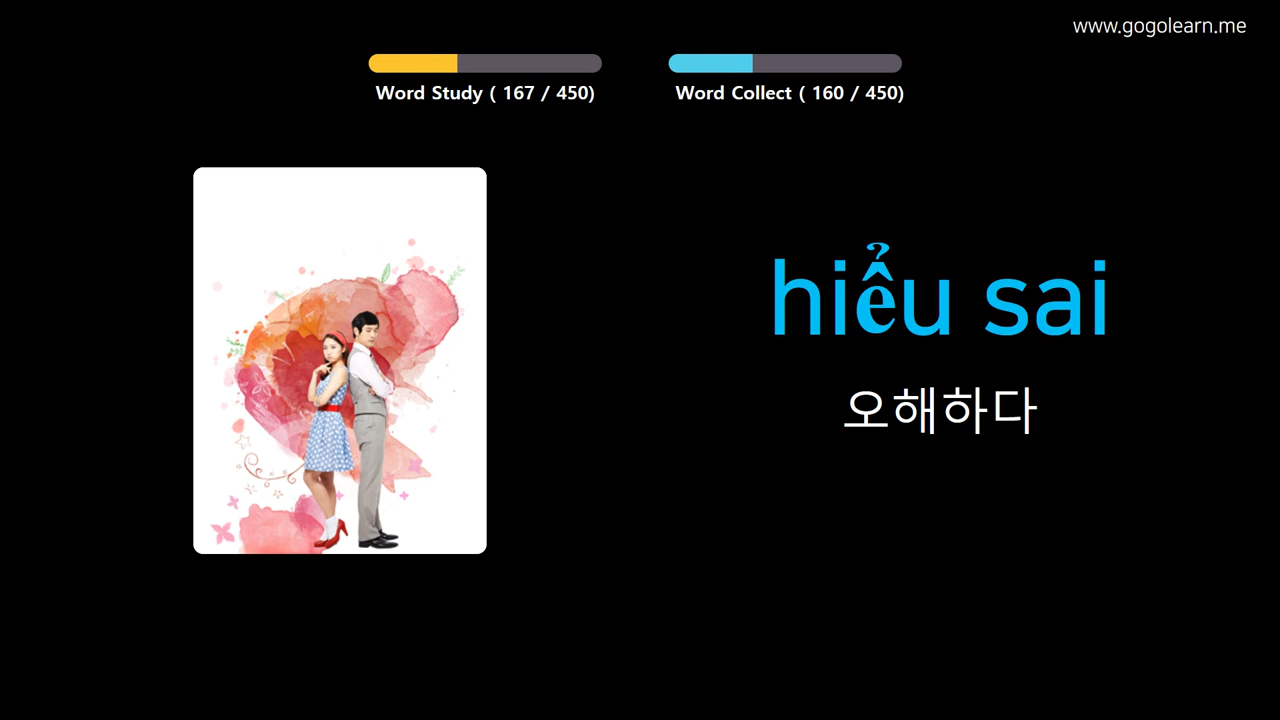 www.gogolearn.me
Word Study ( 167 / 450)
Word Collect ( 160 / 450)
hiểu sai
오해하다